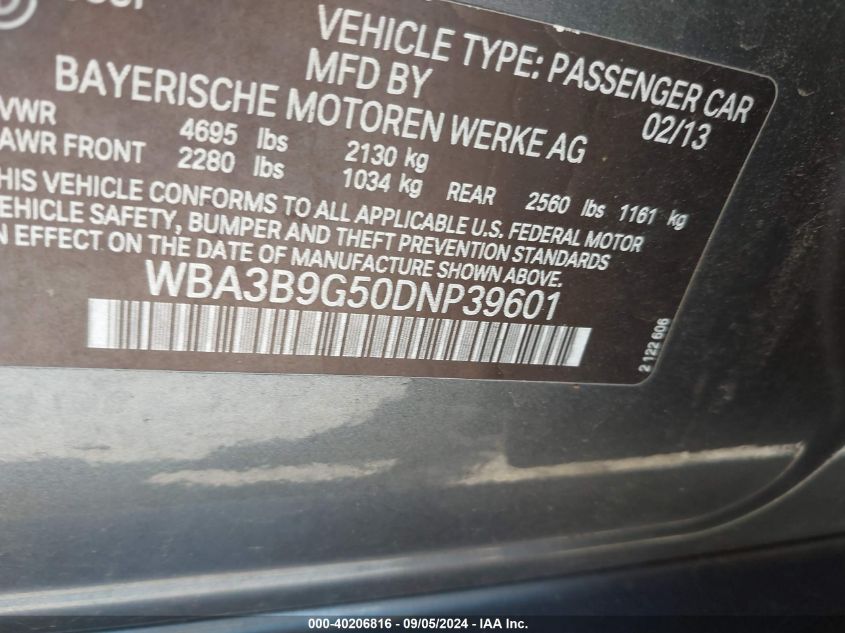 VEHICLE TYPE: PASSENGER CAR
MFD BY 02/13
BAYERISCHE MOTOREN WERKE AG
VWR 4695 lbs 2130 kg
AWR FRONT 2280 lbs 1034 kg REAR 2560 lbs 1161 kg
HIS VEHICLE CONFORMS TO ALL APPLICABLE U.S. FEDERAL MOTOR
EHICLE SAFETY, BUMPER AND THEFT PREVENTION STANDARDS
N EFFECT ON THE DATE OF MANUFACTURE SHOWN ABOVE.
WBA3B9G50DNP39601
2 122 606
000-40206816 - 09/05/2024 - IAA Inc.